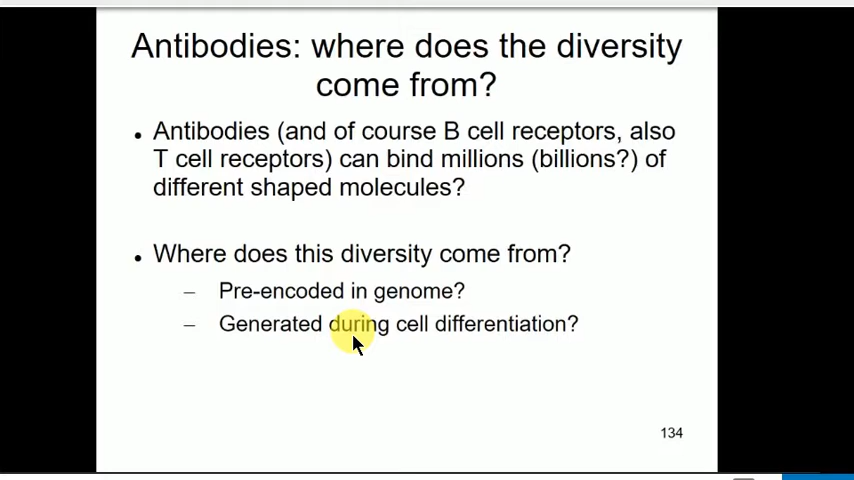 Antibodies: where does the diversity
come from?
• Antibodies (and of course B cell receptors, also
T cell receptors) can bind millions (billions?) of
different shaped molecules?
• Where does this diversity come from?
– Pre-encoded in genome?
– Generated during cell differentiation?
134